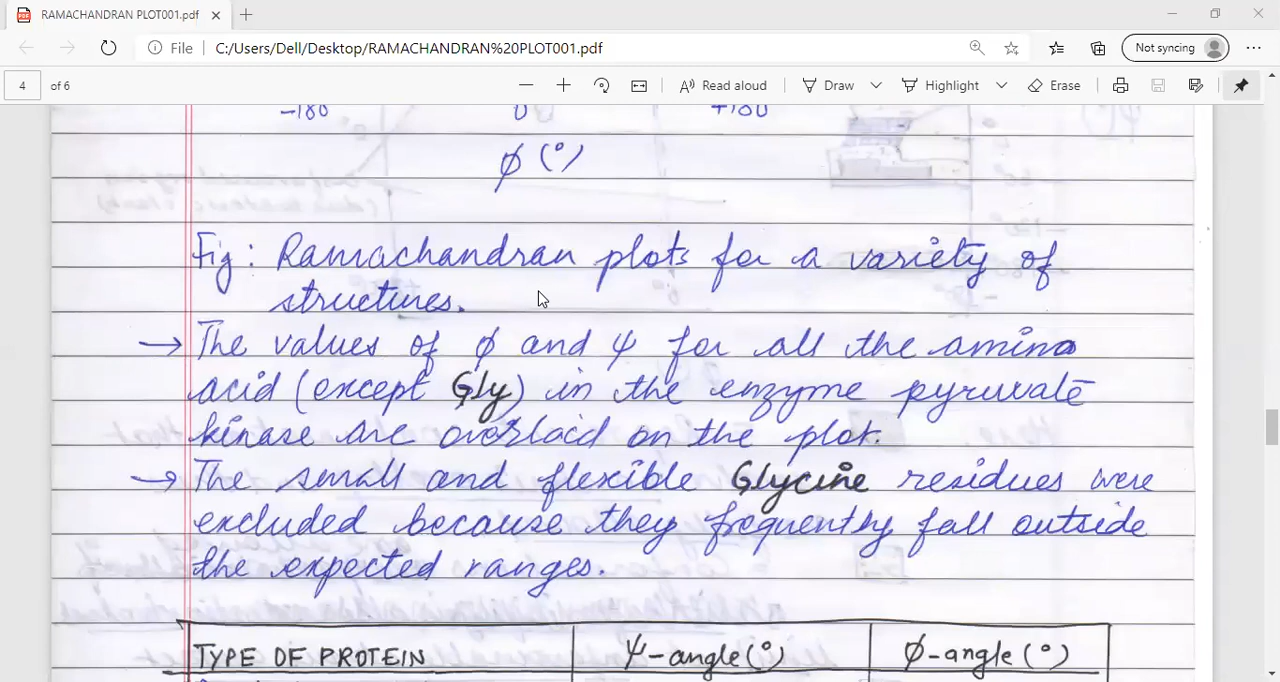 RAMACHANDRAN PLOT001.pdf
File C:/Users/Dell/Desktop/RAMACHANDRAN%20PLOT001.pdf Not syncing
4 of 6 Read aloud Draw Highlight Erase
-180 0 +180
φ (°)
Fig: Ramachandran plots for a variety of
structures.
→ The values of φ and ψ for all the amino
acid (except Gly) in the enzyme pyruvate
kinase are overlaid on the plot.
→ The small and flexible Glycine residues were
excluded because they frequently fall outside
the expected ranges.
TYPE OF PROTEIN ψ-angle(°) φ-angle(°)